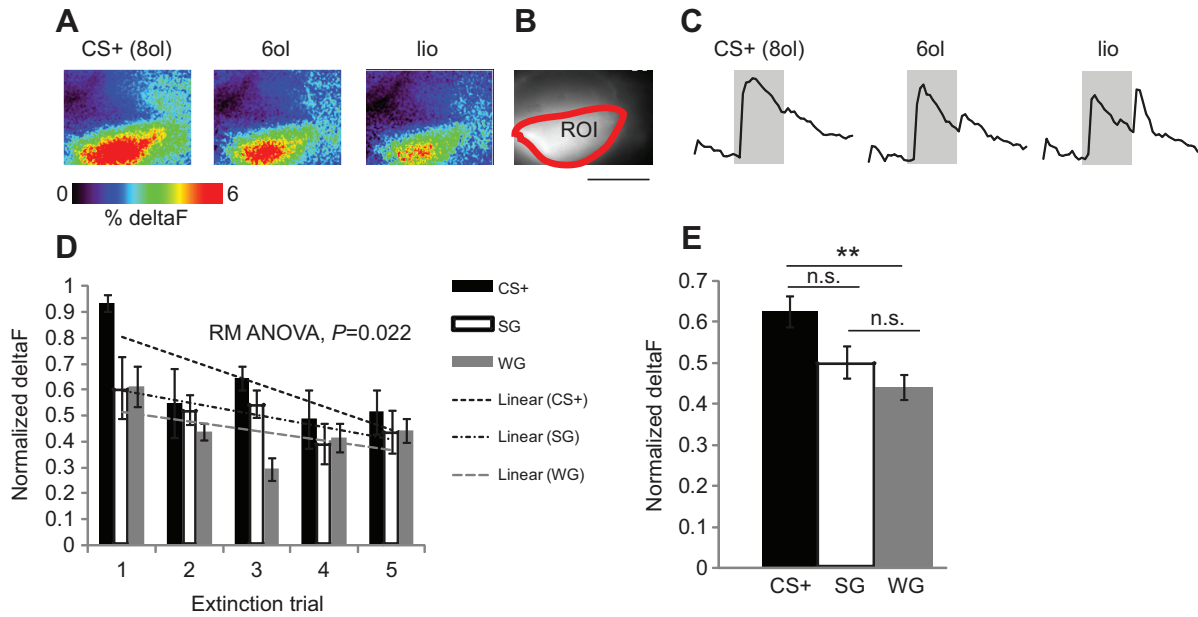 A
CS+ (8ol)
6ol
lio
0
6
% deltaF
B
ROI
C
CS+ (8ol)
6ol
lio
D
Normalized deltaF
1
0.9
0.8
0.7
0.6
0.5
0.4
0.3
0.2
0.1
0
RM ANOVA, P=0.022
1 2 3 4 5
Extinction trial
CS+
SG
WG
Linear (CS+)
Linear (SG)
Linear (WG)
E
Normalized deltaF
0.7
0.6
0.5
0.4
0.3
0.2
0.1
0
**
n.s.
n.s.
CS+ SG WG